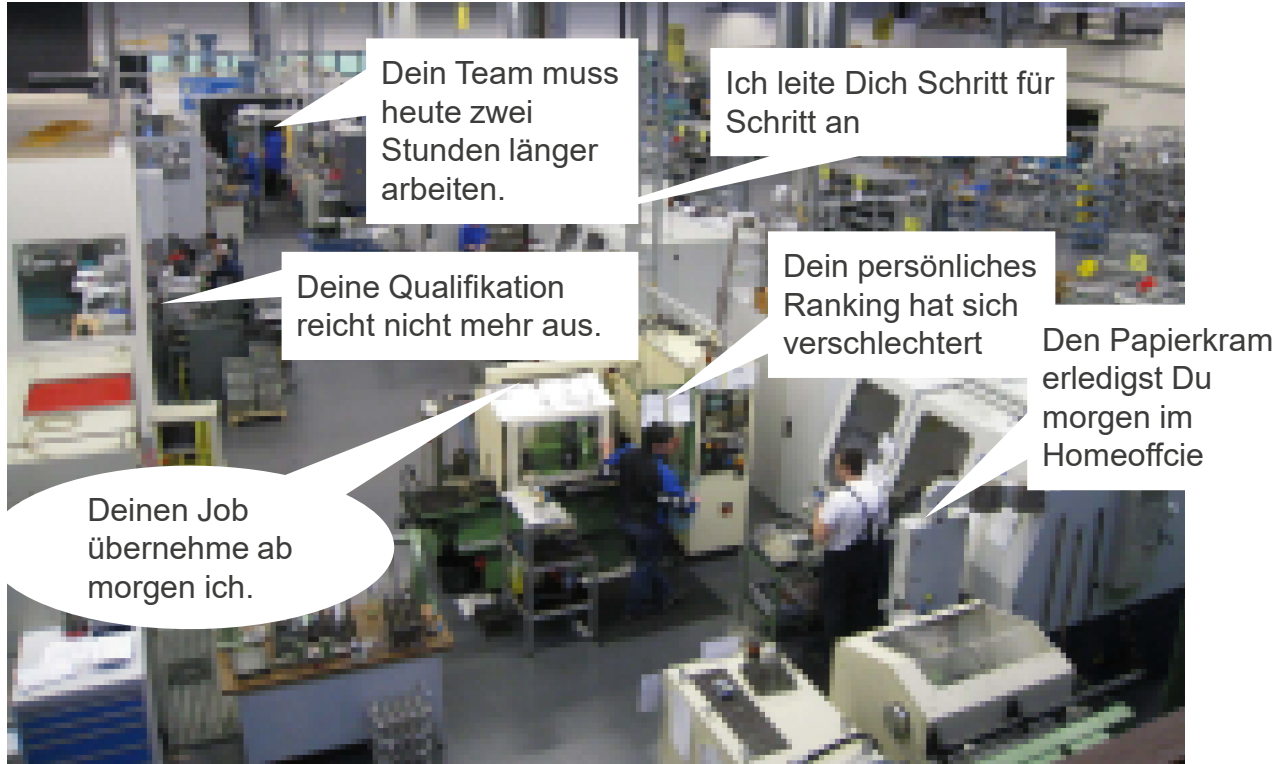 Dein Team muss
heute zwei
Stunden länger
arbeiten.
Ich leite Dich Schritt für
Schritt an
Deine Qualifikation
reicht nicht mehr aus.
Dein persönliches
Ranking hat sich
verschlechtert
Den Papierkram
erledigst Du
morgen im
Homeoffcie
Deinen Job
übernehme ab
morgen ich.